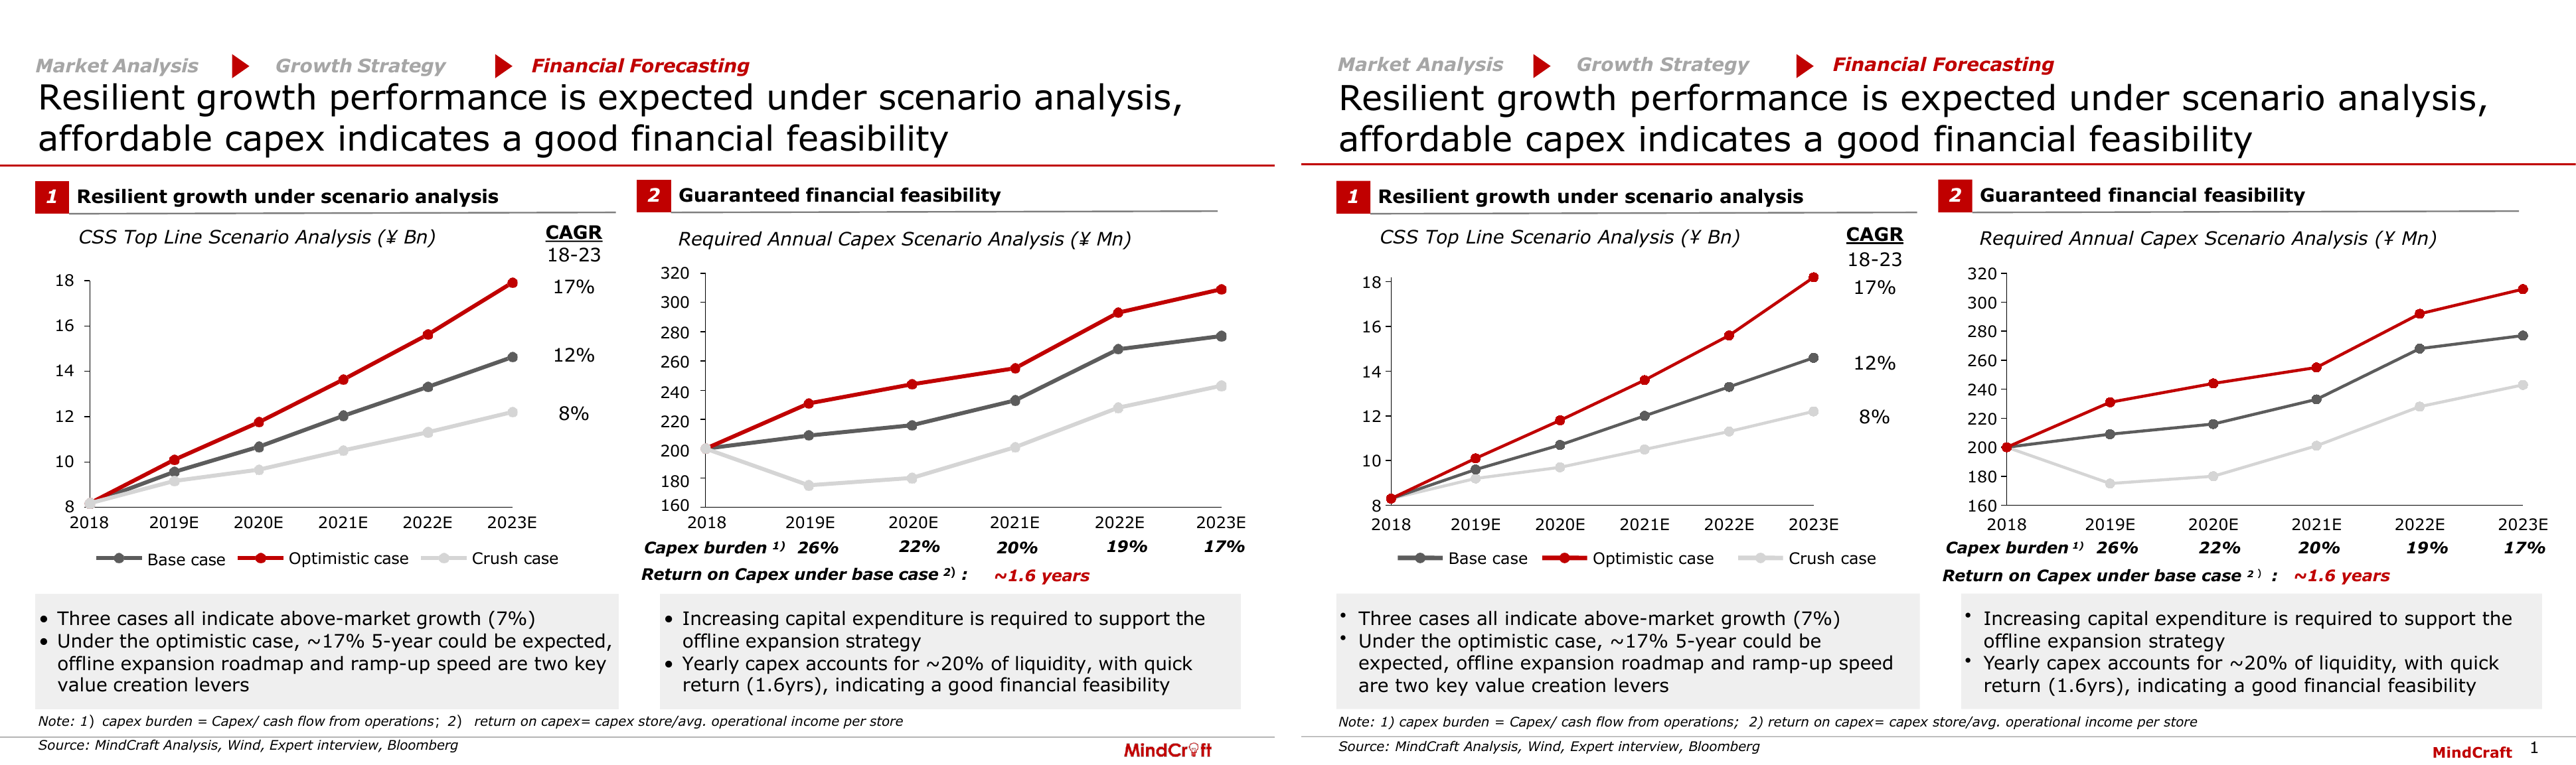 Market Analysis Growth Strategy Financial Forecasting
Resilient growth performance is expected under scenario analysis,
affordable capex indicates a good financial feasibility
1 Resilient growth under scenario analysis
CSS Top Line Scenario Analysis (¥ Bn)
CAGR
18-23
17%
12%
8%
18
16
14
12
10
8
2018 2019E 2020E 2021E 2022E 2023E
Base case Optimistic case Crush case
Three cases all indicate above-market growth (7%)
Under the optimistic case, ~17% 5-year could be expected,
offline expansion roadmap and ramp-up speed are two key
value creation levers
2 Guaranteed financial feasibility
Required Annual Capex Scenario Analysis (¥ Mn)
320
300
280
260
240
220
200
180
160
2018 2019E 2020E 2021E 2022E 2023E
Capex burden 1) 26% 22% 20% 19% 17%
Return on Capex under base case 2) : ~1.6 years
Increasing capital expenditure is required to support the
offline expansion strategy
Yearly capex accounts for ~20% of liquidity, with quick
return (1.6yrs), indicating a good financial feasibility
Note: 1) capex burden = Capex/ cash flow from operations; 2) return on capex= capex store/avg. operational income per store
Source: MindCraft Analysis, Wind, Expert interview, Bloomberg
MindCraft
Market Analysis Growth Strategy Financial Forecasting
Resilient growth performance is expected under scenario analysis,
affordable capex indicates a good financial feasibility
1 Resilient growth under scenario analysis
CSS Top Line Scenario Analysis (¥ Bn)
CAGR
18-23
17%
12%
8%
18
16
14
12
10
8
2018 2019E 2020E 2021E 2022E 2023E
Base case Optimistic case Crush case
Three cases all indicate above-market growth (7%)
Under the optimistic case, ~17% 5-year could be
expected, offline expansion roadmap and ramp-up speed
are two key value creation levers
2 Guaranteed financial feasibility
Required Annual Capex Scenario Analysis (¥ Mn)
320
300
280
260
240
220
200
180
160
2018 2019E 2020E 2021E 2022E 2023E
Capex burden 1) 26% 22% 20% 19% 17%
Return on Capex under base case 2) : ~1.6 years
Increasing capital expenditure is required to support the
offline expansion strategy
Yearly capex accounts for ~20% of liquidity, with quick
return (1.6yrs), indicating a good financial feasibility
Note: 1) capex burden = Capex/ cash flow from operations; 2) return on capex= capex store/avg. operational income per store
Source: MindCraft Analysis, Wind, Expert interview, Bloomberg
MindCraft 1